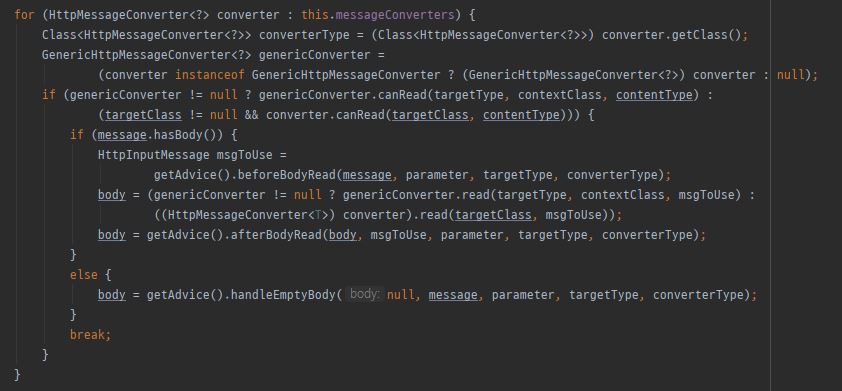 for (HttpMessageConverter<?> converter : this.messageConverters) {
Class<HttpMessageConverter<?>> converterType = (Class<HttpMessageConverter<?>>) converter.getClass();
GenericHttpMessageConverter<?> genericConverter =
(converter instanceof GenericHttpMessageConverter ? (GenericHttpMessageConverter<?>) converter : null);
if (genericConverter != null ? genericConverter.canRead(targetType, contextClass, contentType) :
(targetClass != null && converter.canRead(targetClass, contentType))) {
if (message.hasBody()) {
HttpInputMessage msgToUse =
getAdvice().beforeBodyRead(message, parameter, targetType, converterType);
body = (genericConverter != null ? genericConverter.read(targetType, contextClass, msgToUse) :
((HttpMessageConverter<T>) converter).read(targetClass, msgToUse));
body = getAdvice().afterBodyRead(body, msgToUse, parameter, targetType, converterType);
}
else {
body = getAdvice().handleEmptyBody( body: null, message, parameter, targetType, converterType);
}
break;
}
}